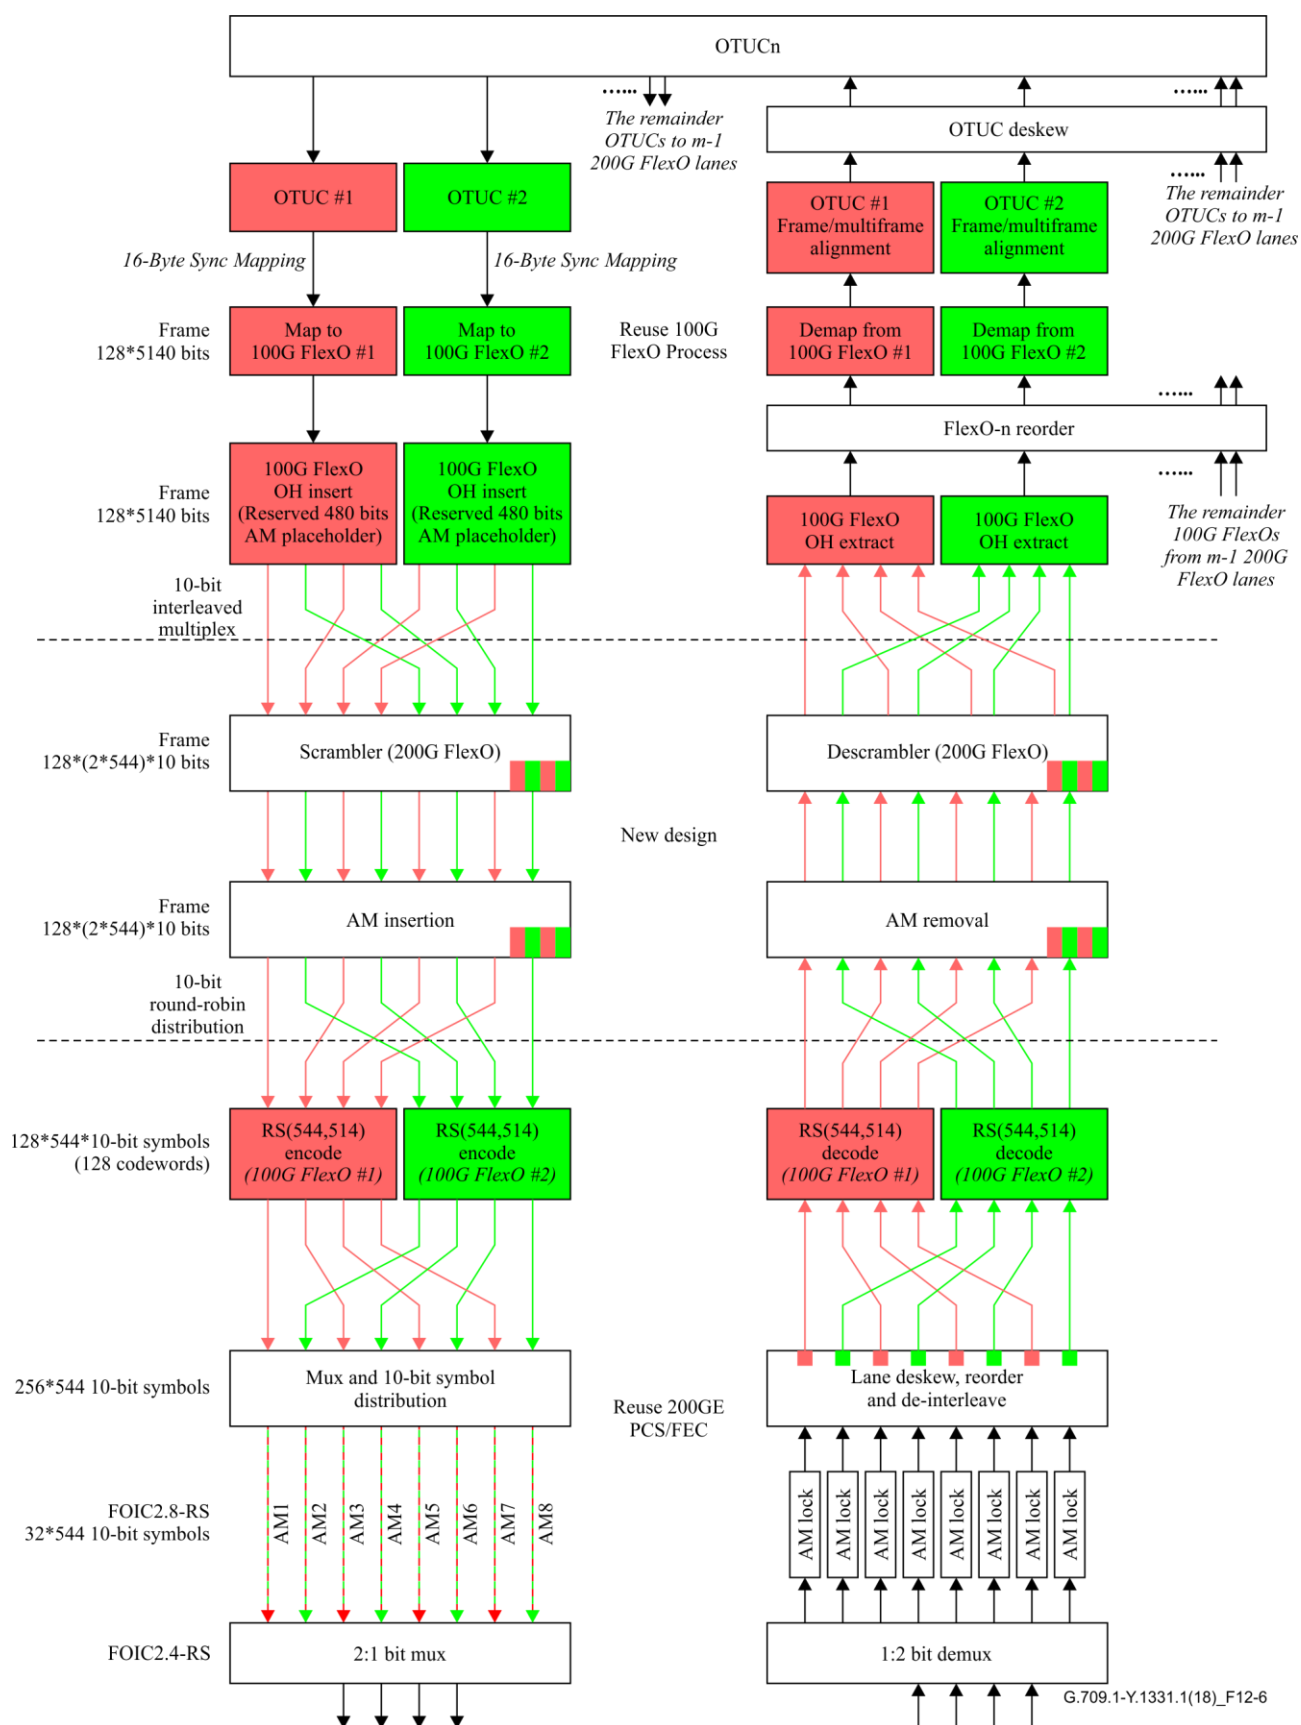 OTUCn
…...
The remainder
OTUCs to m-1
200G FlexO lanes
…...
OTUC deskew
OTUC #1
OTUC #2
OTUC #1
Frame/multiframe
alignment
OTUC #2
Frame/multiframe
alignment
…...
The remainder
OTUCs to m-1
200G FlexO lanes
16-Byte Sync Mapping
16-Byte Sync Mapping
Frame
128*5140 bits
Map to
100G FlexO #1
Map to
100G FlexO #2
Reuse 100G
FlexO Process
Demap from
100G FlexO #1
Demap from
100G FlexO #2
…...
FlexO-n reorder
Frame
128*5140 bits
100G FlexO
OH insert
(Reserved 480 bits
AM placeholder)
100G FlexO
OH insert
(Reserved 480 bits
AM placeholder)
100G FlexO
OH extract
100G FlexO
OH extract
…...
The remainder
100G FlexOs
from m-1 200G
FlexO lanes
10-bit
interleaved
multiplex
Frame
128*(2*544)*10 bits
Scrambler (200G FlexO)
Descrambler (200G FlexO)
New design
Frame
128*(2*544)*10 bits
AM insertion
AM removal
10-bit
round-robin
distribution
128*544*10-bit symbols
(128 codewords)
RS(544,514)
encode
(100G FlexO #1)
RS(544,514)
encode
(100G FlexO #2)
RS(544,514)
decode
(100G FlexO #1)
RS(544,514)
decode
(100G FlexO #2)
256*544 10-bit symbols
Mux and 10-bit symbol
distribution
Reuse 200GE
PCS/FEC
Lane deskew, reorder
and de-interleave
FOIC2.8-RS
32*544 10-bit symbols
AM1
AM2
AM3
AM4
AM5
AM6
AM7
AM8
AM lock
AM lock
AM lock
AM lock
AM lock
AM lock
AM lock
AM lock
FOIC2.4-RS
2:1 bit mux
1:2 bit demux
G.709.1-Y.1331.1(18)_F12-6